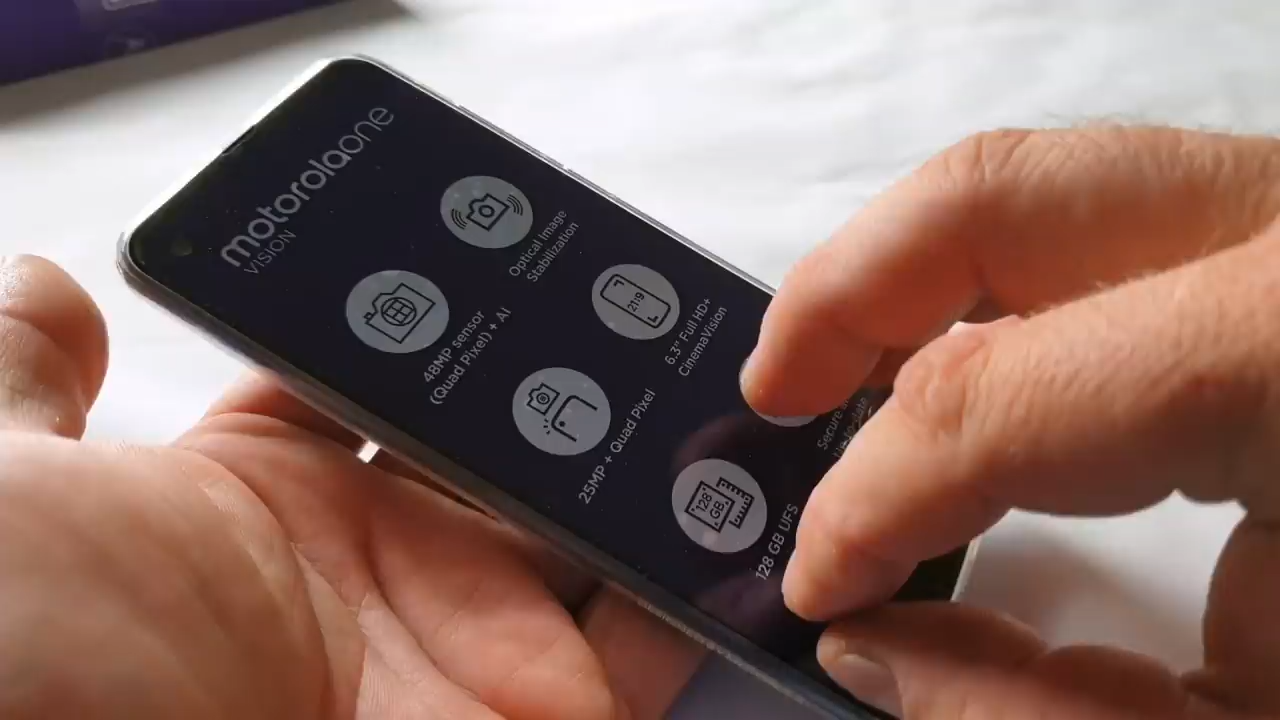 motorolaone
VISION
48MP sensor
(Quad Pixel) + AI
Optical Image
Stabilization
25MP + Quad Pixel
21:9
6.3" Full HD+
CinemaVision
128
GB
128 GB UFS
Secure